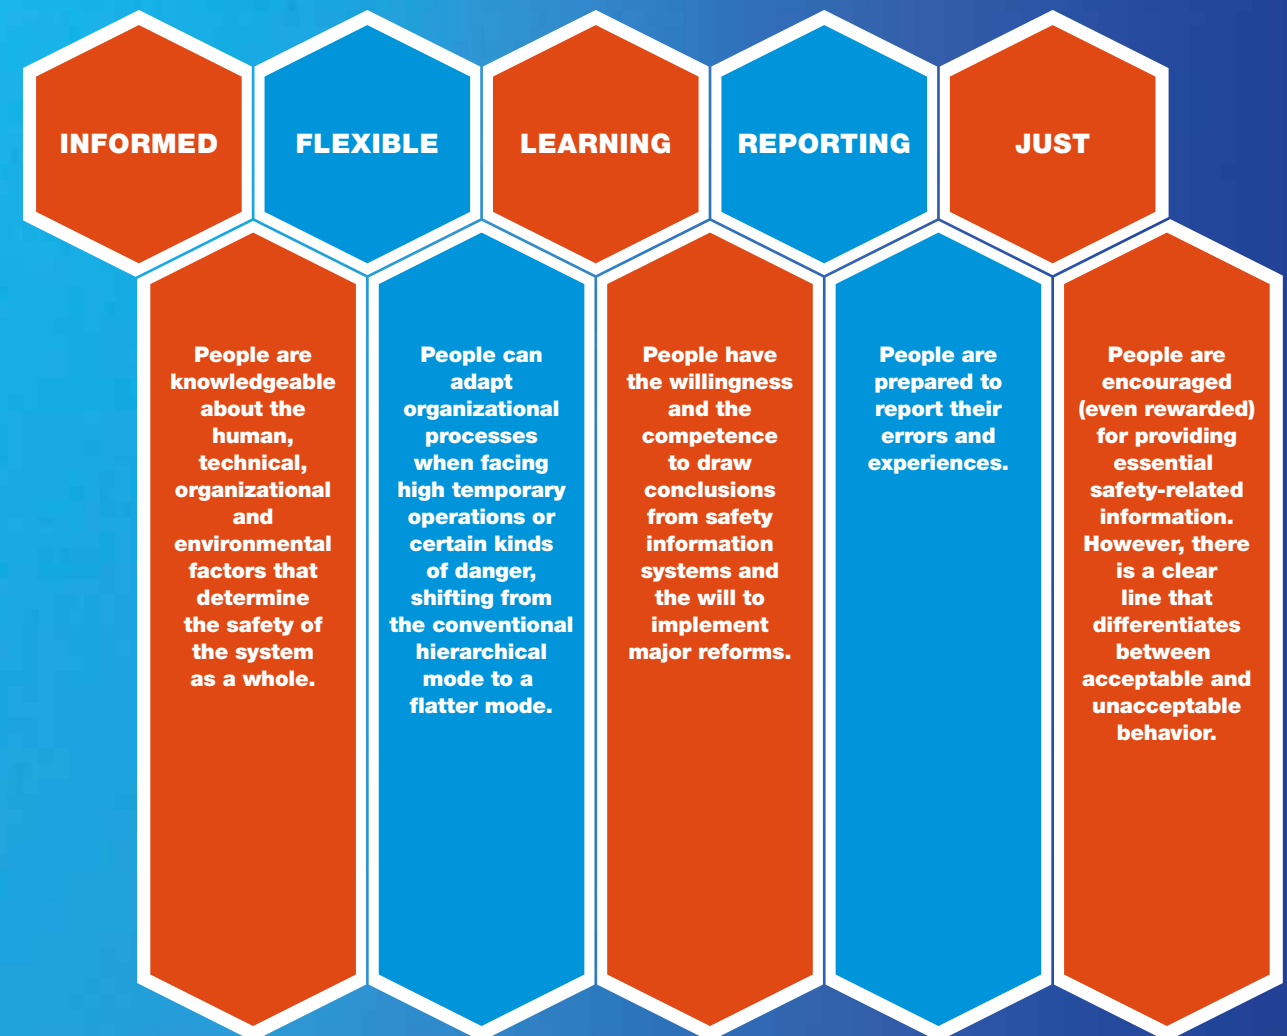 INFORMED
FLEXIBLE
LEARNING
REPORTING
JUST
People are
knowledgeable
about the
human,
technical,
organizational
and
environmental
factors that
determine
the safety of
the system
as a whole.
People can
adapt
organizational
processes
when facing
high temporary
operations or
certain kinds
of danger,
shifting from
the conventional
hierarchical
mode to a
flatter mode.
People have
the willingness
and the
competence
to draw
conclusions
from safety
information
systems and
the will to
implement
major reforms.
People are
prepared to
report their
errors and
experiences.
People are
encouraged
(even rewarded)
for providing
essential
safety-related
information.
However, there
is a clear
line that
differentiates
between
acceptable and
unacceptable
behavior.